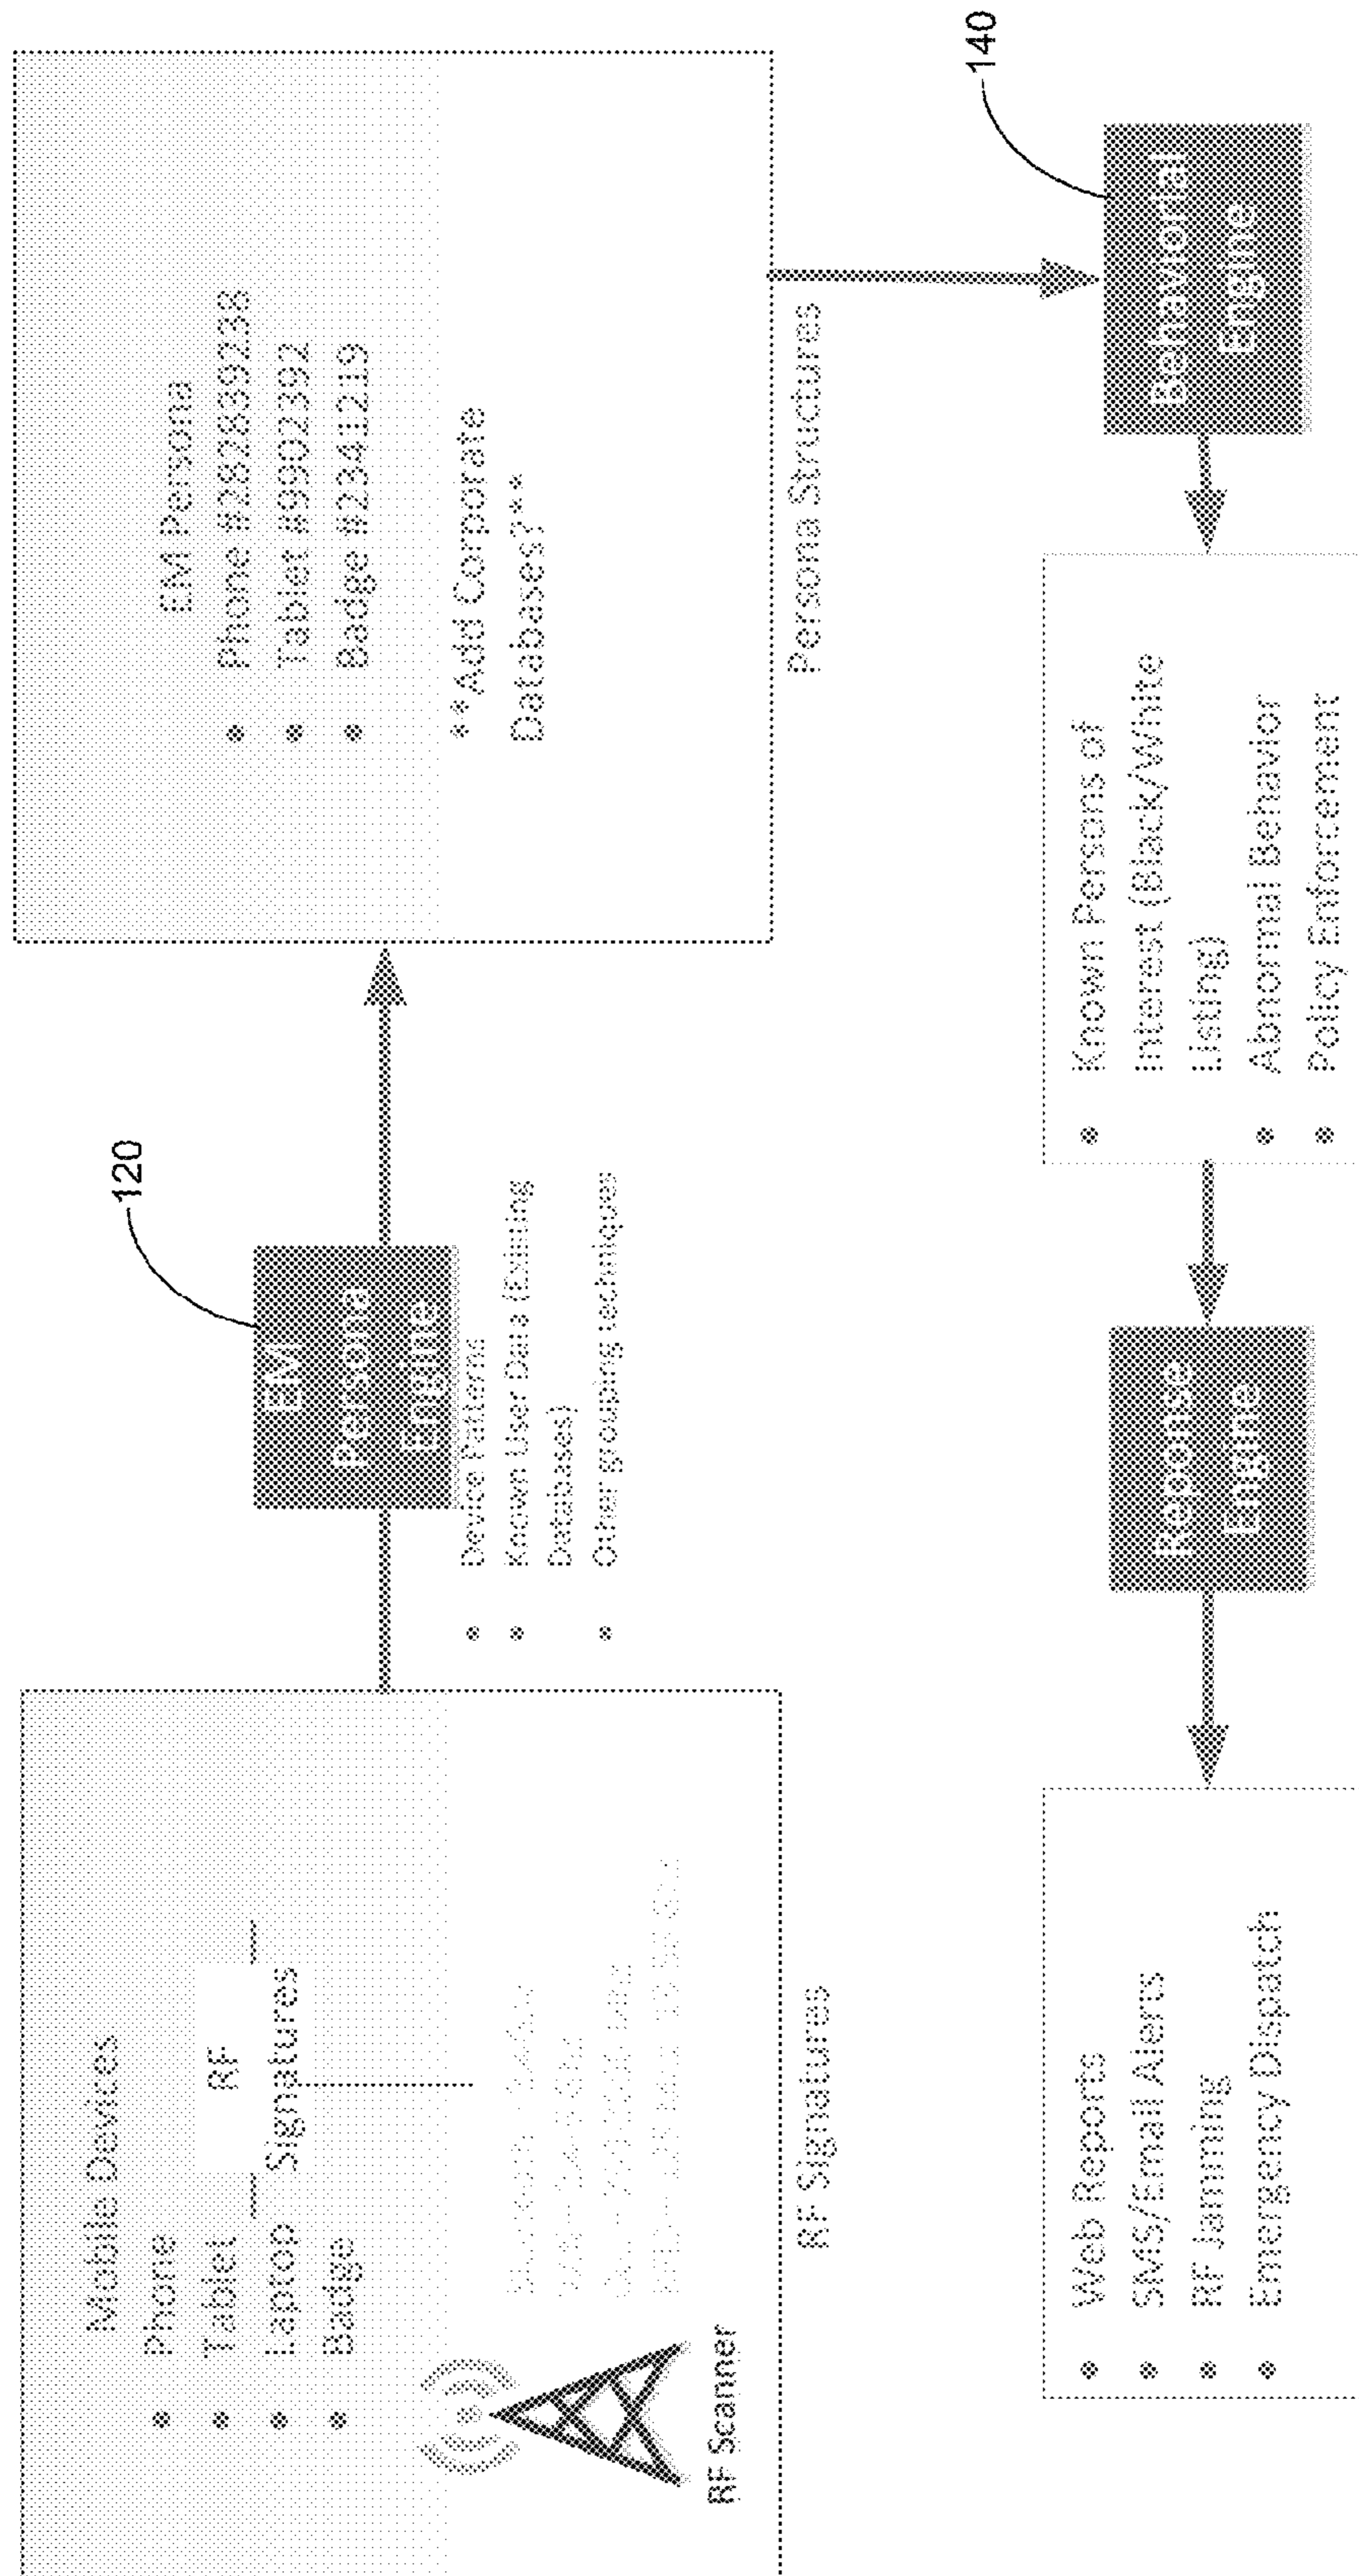 Mobile Devices
• Phone
• Tablet
• Laptop
• Badge
RF
Signatures
RF Scanner
RF Signatures
120
EM
Persona
Engine
• Device Patterns
• Known User Data (Existing
Databases)
• Other grouping techniques
EM Persona
• Phone #282839238
• Tablet #9902392
• Badge #2341219
**Add Corporate
Databases?**
Persona Structures
140
Behaviorial
Engine
• Known Persons of
Interest (Black/White
Listing)
• Abnormal Behavior
• Policy Enforcement
Reponse
Engine
• Web Reports
• SMS/Email Alerts
• RF Jamming
• Emergency Dispatch